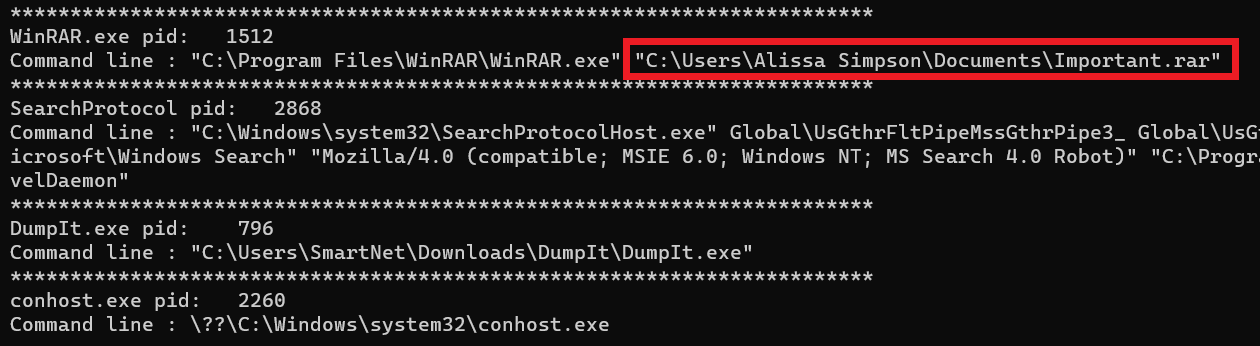 ************************************************************************
WinRAR.exe pid:   1512
Command line : "C:\Program Files\WinRAR\WinRAR.exe" "C:\Users\Alissa Simpson\Documents\Important.rar"
************************************************************************
SearchProtocol pid:   2868
Command line : "C:\Windows\system32\SearchProtocolHost.exe" Global\UsGthrFltPipeMssGthrPipe3_ Global\UsG
icrosoft\Windows Search" "Mozilla/4.0 (compatible; MSIE 6.0; Windows NT; MS Search 4.0 Robot)" "C:\Progr
velDaemon"
************************************************************************
DumpIt.exe pid:    796
Command line : "C:\Users\SmartNet\Downloads\DumpIt\DumpIt.exe"
************************************************************************
conhost.exe pid:   2260
Command line : \??\C:\Windows\system32\conhost.exe